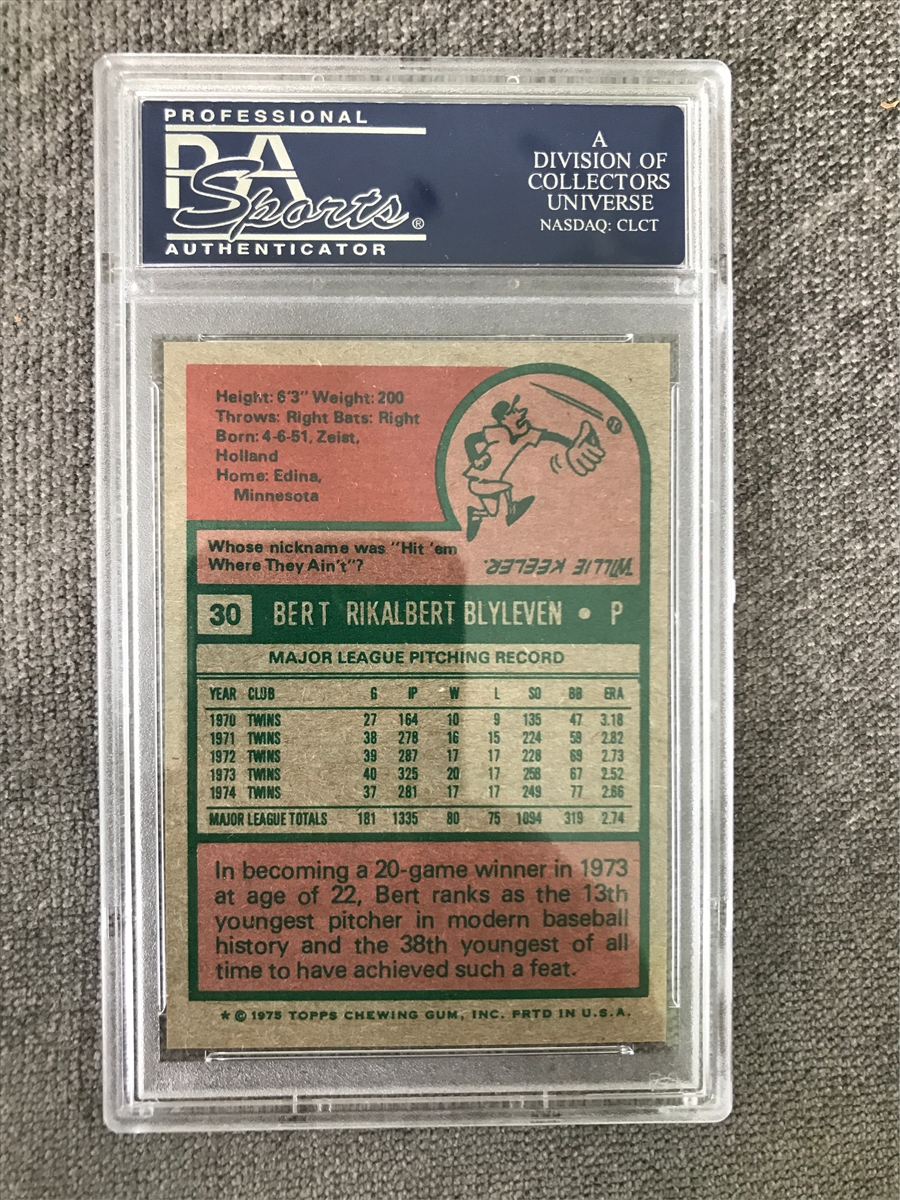 PROFESSIONAL
PSA
Sports®
AUTHENTICATOR
A
DIVISION OF
COLLECTORS
UNIVERSE
NASDAQ: CLCT
Height: 6'3" Weight: 200
Throws: Right Bats: Right
Born: 4-6-51, Zeist,
Holland
Home: Edina,
Minnesota
Whose nickname was "Hit 'em
Where They Ain't"?
WILLIE KEELER.
30 BERT RIKALBERT BLYLEVEN • P
MAJOR LEAGUE PITCHING RECORD
YEAR CLUB G IP W L SO BB ERA
1970 TWINS 27 164 10 9 135 47 3.18
1971 TWINS 38 278 16 15 224 59 2.82
1972 TWINS 39 287 17 17 228 69 2.73
1973 TWINS 40 325 20 17 258 67 2.52
1974 TWINS 37 281 17 17 249 77 2.66
MAJOR LEAGUE TOTALS 181 1335 80 75 1094 319 2.74
In becoming a 20-game winner in 1973
at age of 22, Bert ranks as the 13th
youngest pitcher in modern baseball
history and the 38th youngest of all
time to have achieved such a feat.
* © 1975 TOPPS CHEWING GUM, INC. PRTD IN U.S.A.